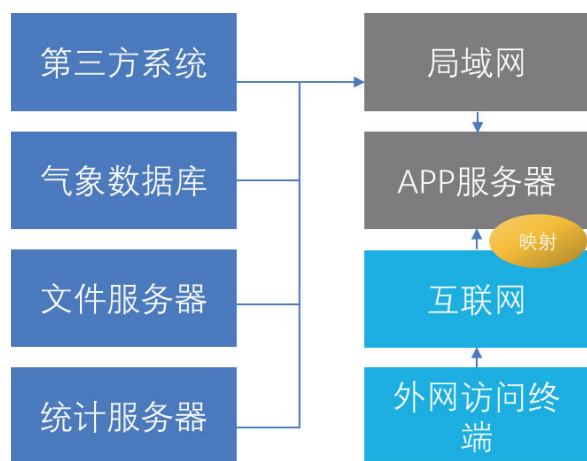 第三方系统
局域网
气象数据库
APP服务器
映射
文件服务器
互联网
统计服务器
外网访问终
端